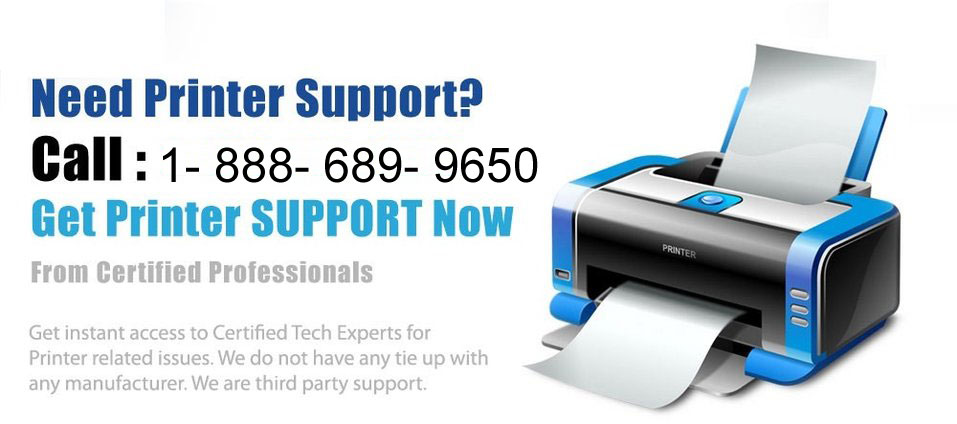 Need Printer Support?
Call : 1- 888- 689- 9650
Get Printer SUPPORT Now
From Certified Professionals
Get instant access to Certified Tech Experts for
Printer related issues. We do not have any tie up with
any manufacturer. We are third party support.
PRINTER